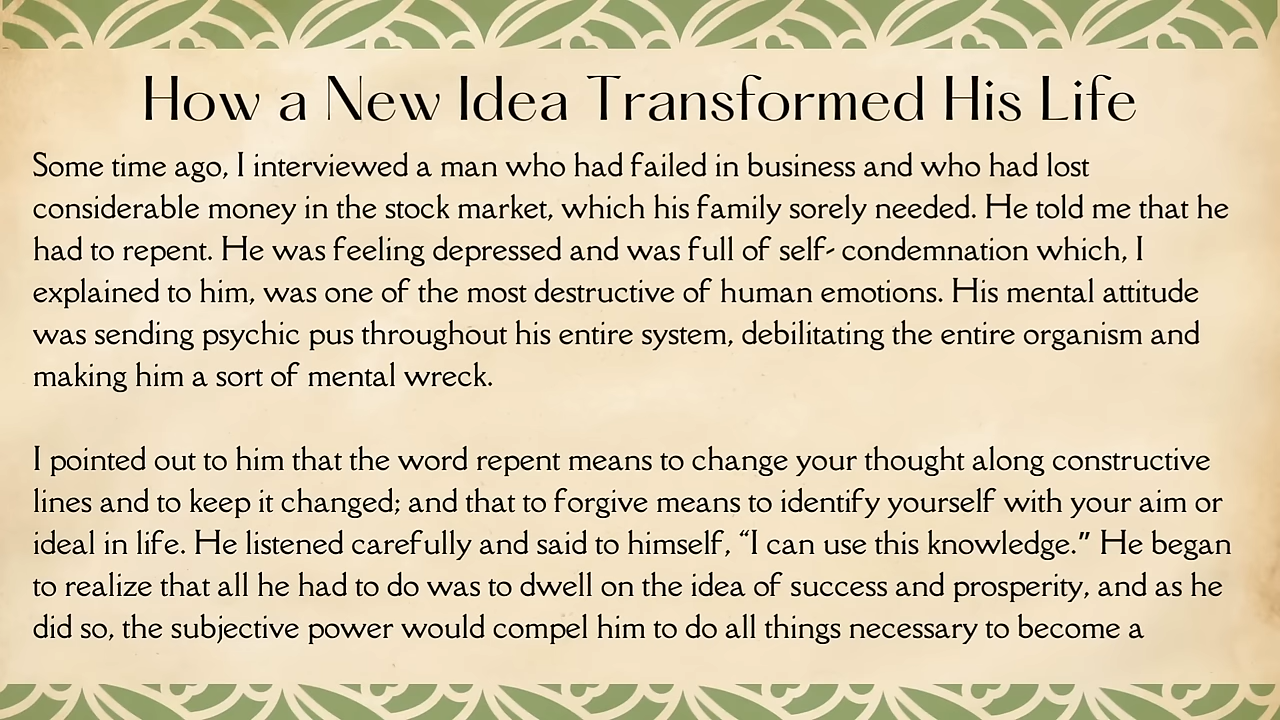 How a New Idea Transformed His Life
Some time ago, I interviewed a man who had failed in business and who had lost
considerable money in the stock market, which his family sorely needed. He told me that he
had to repent. He was feeling depressed and was full of self- condemnation which, I
explained to him, was one of the most destructive of human emotions. His mental attitude
was sending psychic pus throughout his entire system, debilitating the entire organism and
making him a sort of mental wreck.
I pointed out to him that the word repent means to change your thought along constructive
lines and to keep it changed; and that to forgive means to identify yourself with your aim or
ideal in life. He listened carefully and said to himself, “I can use this knowledge.” He began
to realize that all he had to do was to dwell on the idea of success and prosperity, and as he
did so, the subjective power would compel him to do all things necessary to become a